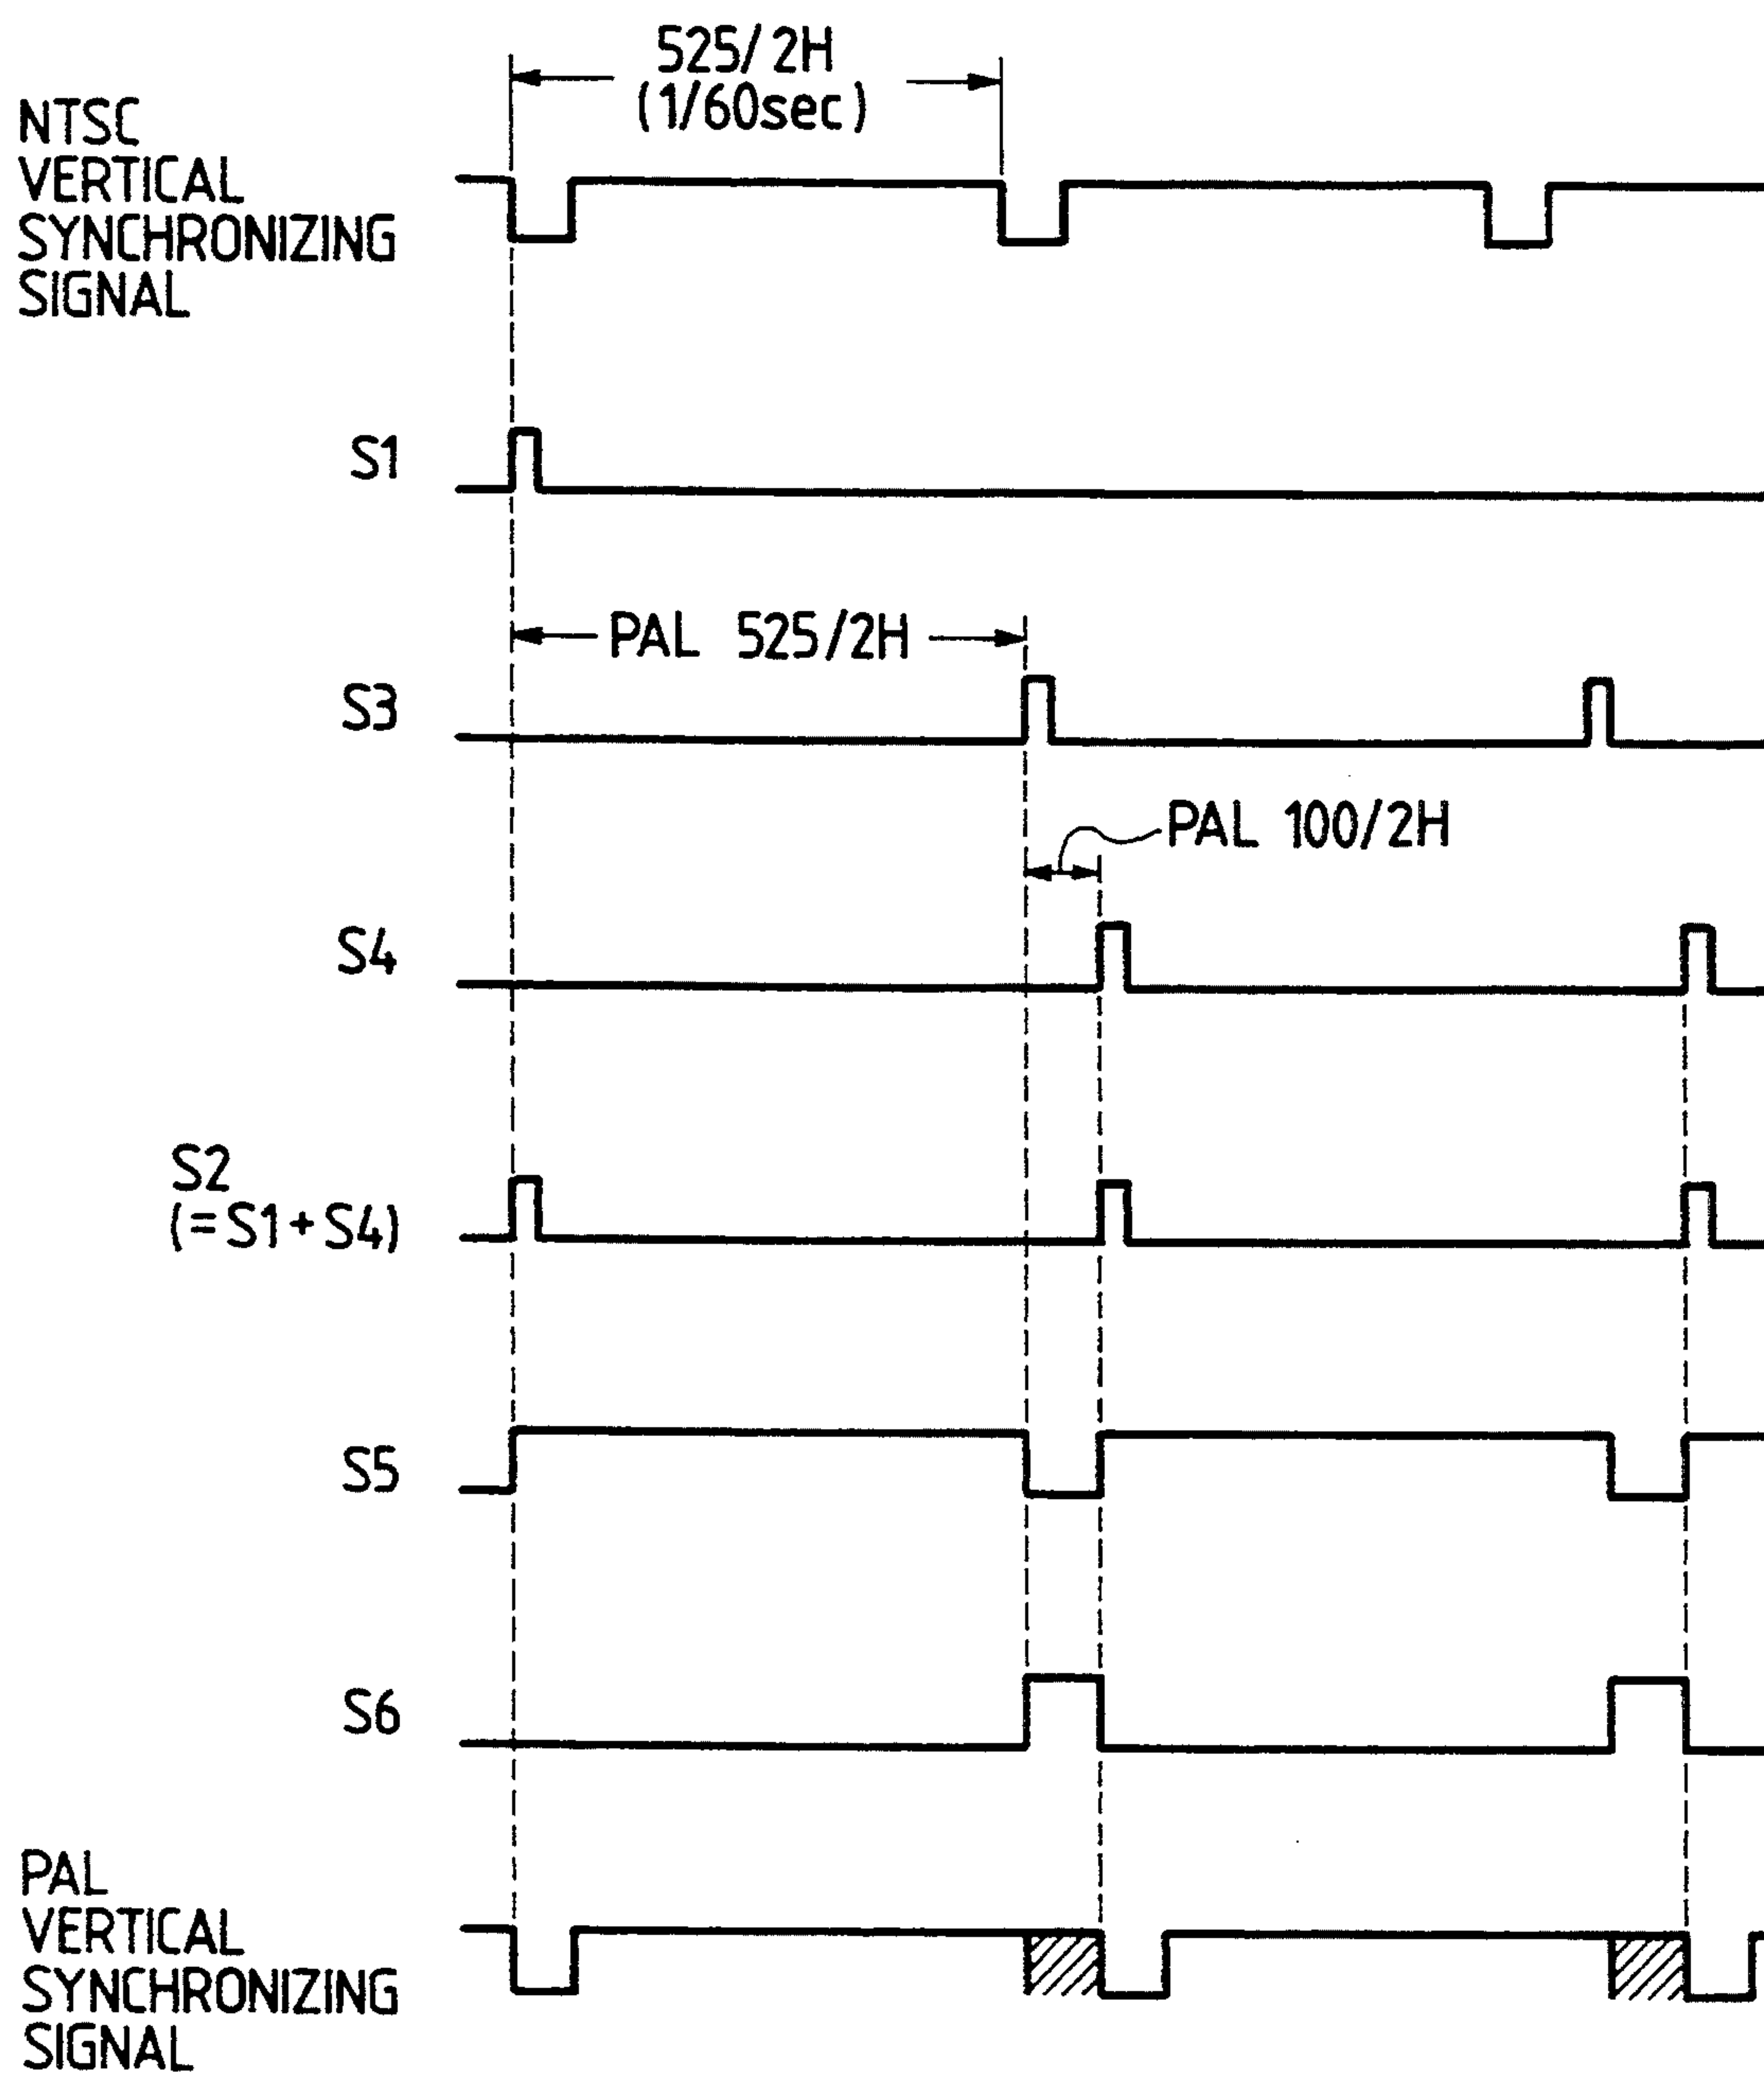 525/2H
(1/60sec)
NTSC
VERTICAL
SYNCHRONIZING
SIGNAL
S1
PAL 525/2H
S3
PAL 100/2H
S4
S2
(=S1+S4)
S5
S6
PAL
VERTICAL
SYNCHRONIZING
SIGNAL